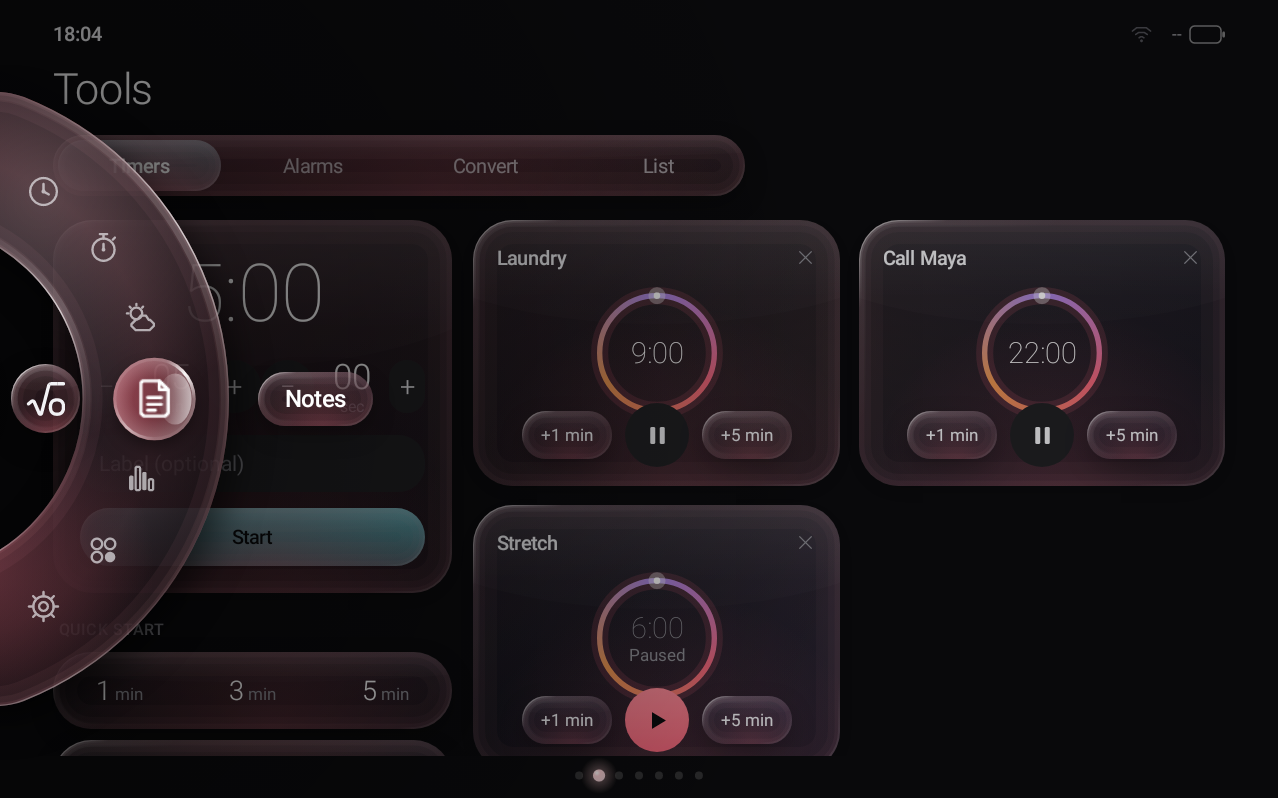 18:04
--
Tools
Timers
Alarms
Convert
List
5:00
00
sec
Notes
Label (optional)
Start
QUICK START
1 min
3 min
5 min
Laundry
9:00
+1 min
+5 min
Call Maya
22:00
+1 min
+5 min
Stretch
6:00
Paused
+1 min
+5 min